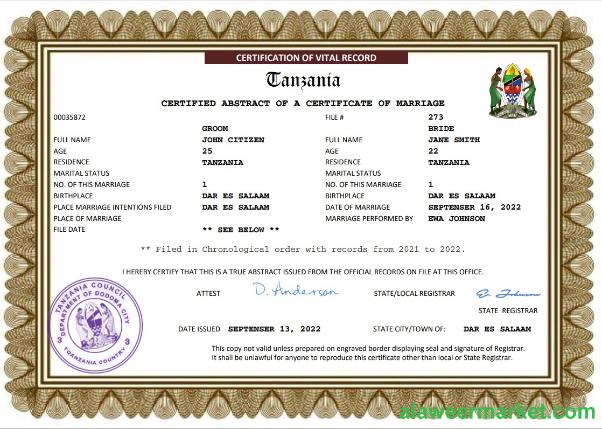 CERTIFICATION OF VITAL RECORD
Tanzania
CERTIFIED ABSTRACT OF A CERTIFICATE OF MARRIAGE
00035872 FILE # 273
GROOM BRIDE
FULL NAME JOHN CITIZEN FULL NAME JANE SMITH
AGE 25 AGE 22
RESIDENCE TANZANIA RESIDENCE TANZANIA
MARITAL STATUS MARITAL STATUS
NO. OF THIS MARRIAGE 1 NO. OF THIS MARRIAGE 1
BIRTHPLACE DAR ES SALAAM BIRTHPLACE DAR ES SALAAM
PLACE MARRIAGE INTENTIONS FILED DAR ES SALAAM DATE OF MARRIAGE SEPTENSER 16, 2022
PLACE OF MARRIAGE MARRIAGE PERFORMED BY EWA JOHNSON
FILE DATE ** SEE BELOW **
** Filed in Chronological order with records from 2021 to 2022.
I HEREBY CERTIFY THAT THIS IS A TRUE ABSTRACT ISSUED FROM THE OFFICIAL RECORDS ON FILE AT THIS OFFICE.
ATTEST D. Anderson STATE/LOCAL REGISTRAR
STATE REGISTRAR
DATE ISSUED SEPTENSER 13, 2022 STATE CITY/TOWN OF: DAR ES SALAAM
This copy not valid unless prepared on engraved border displaying seal and signature of Registrar.
It shall be uniawful for anyone to reproduce this certificate other than local or State Registrar.
TANZANIA COUNCIL
DEPARTMENT OF DODOMA CITY
TGANZANIA COUNTRY
niaweermarket.com